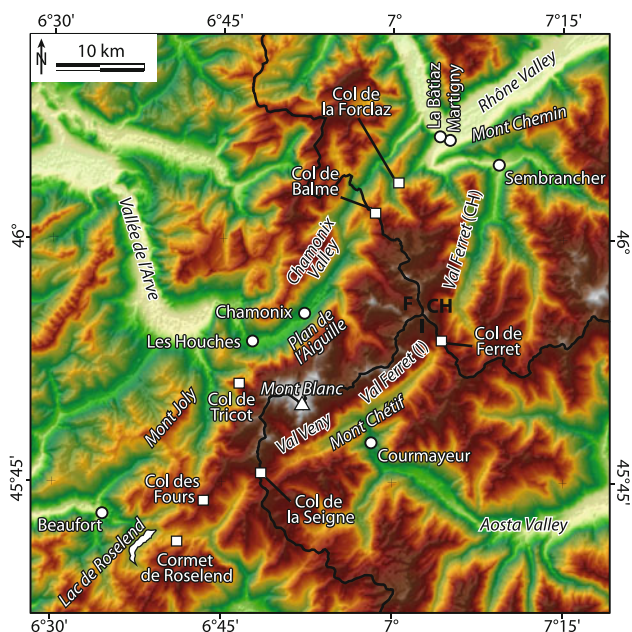 6°30'
6°45'
7°
7°15'
10 km
N
Col de
la Forclaz
La Bâtiaz
Martigny
Rhône Valley
Mont Chemin
Col de
Balme
Sembrancher
Vallée de l'Arve
Val Ferret (CH)
46°
46°
Chamonix
Valley
F
CH
I
Chamonix
Les Houches
Plan de
l'Aiguille
Col de
Ferret
Val Ferret (I)
Mont Blanc
Col de
Tricot
Mont Joly
Val Veny
Mont Chétif
Courmayeur
45°45'
45°45'
Col des
Fours
Col de
la Seigne
Beaufort
Aosta Valley
Lac de Roselend
Cormet
de Roselend
6°30'
6°45'
7°
7°15'